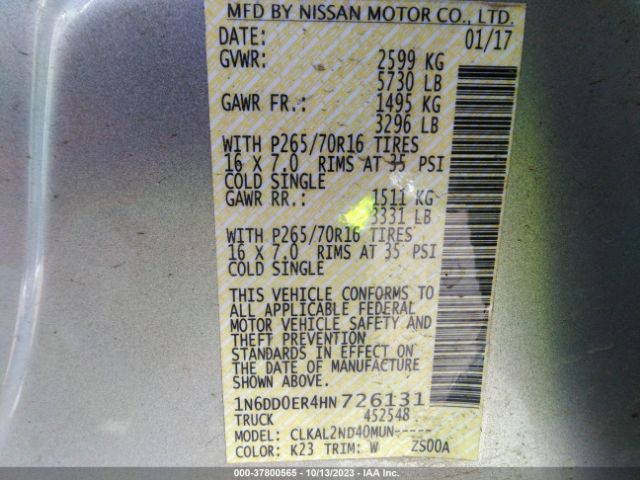 MFD BY NISSAN MOTOR CO., LTD.
DATE: 01/17
GVWR: 2599 KG
5730 LB
GAWR FR.: 1495 KG
3296 LB
WITH P265/70R16 TIRES
16 X 7.0 RIMS AT 35 PSI
COLD SINGLE
GAWR RR.: 1511 KG
3331 LB
WITH P265/70R16 TIRES
16 X 7.0 RIMS AT 35 PSI
COLD SINGLE
THIS VEHICLE CONFORMS TO
ALL APPLICABLE FEDERAL
MOTOR VEHICLE SAFETY AND
THEFT PREVENTION
STANDARDS IN EFFECT ON
THE DATE OF MANUFACTURE
SHOWN ABOVE.
1N6DD0ER4HN726131
TRUCK 452548
MODEL: CLKAL2ND40MUN-----
COLOR: K23 TRIM: W ZS00A
OWNER: 37800565 - 10/13/2023 - IAA Inc.